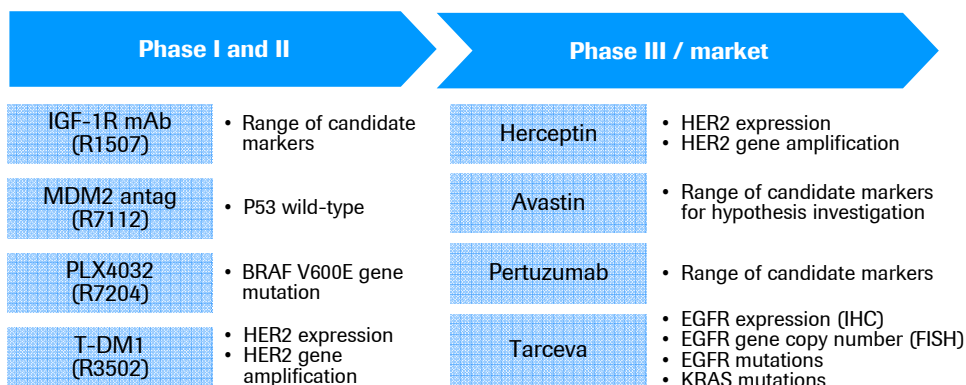 Phase I and II
Phase III / market
IGF-1R mAb
(R1507)
• Range of candidate
markers
MDM2 antag
(R7112)
• P53 wild-type
PLX4032
(R7204)
• BRAF V600E gene
mutation
T-DM1
(R3502)
• HER2 expression
• HER2 gene
amplification
Herceptin
• HER2 expression
• HER2 gene amplification
Avastin
• Range of candidate markers
for hypothesis investigation
Pertuzumab
• Range of candidate markers
Tarceva
• EGFR expression (IHC)
• EGFR gene copy number (FISH)
• EGFR mutations
• KRAS mutations